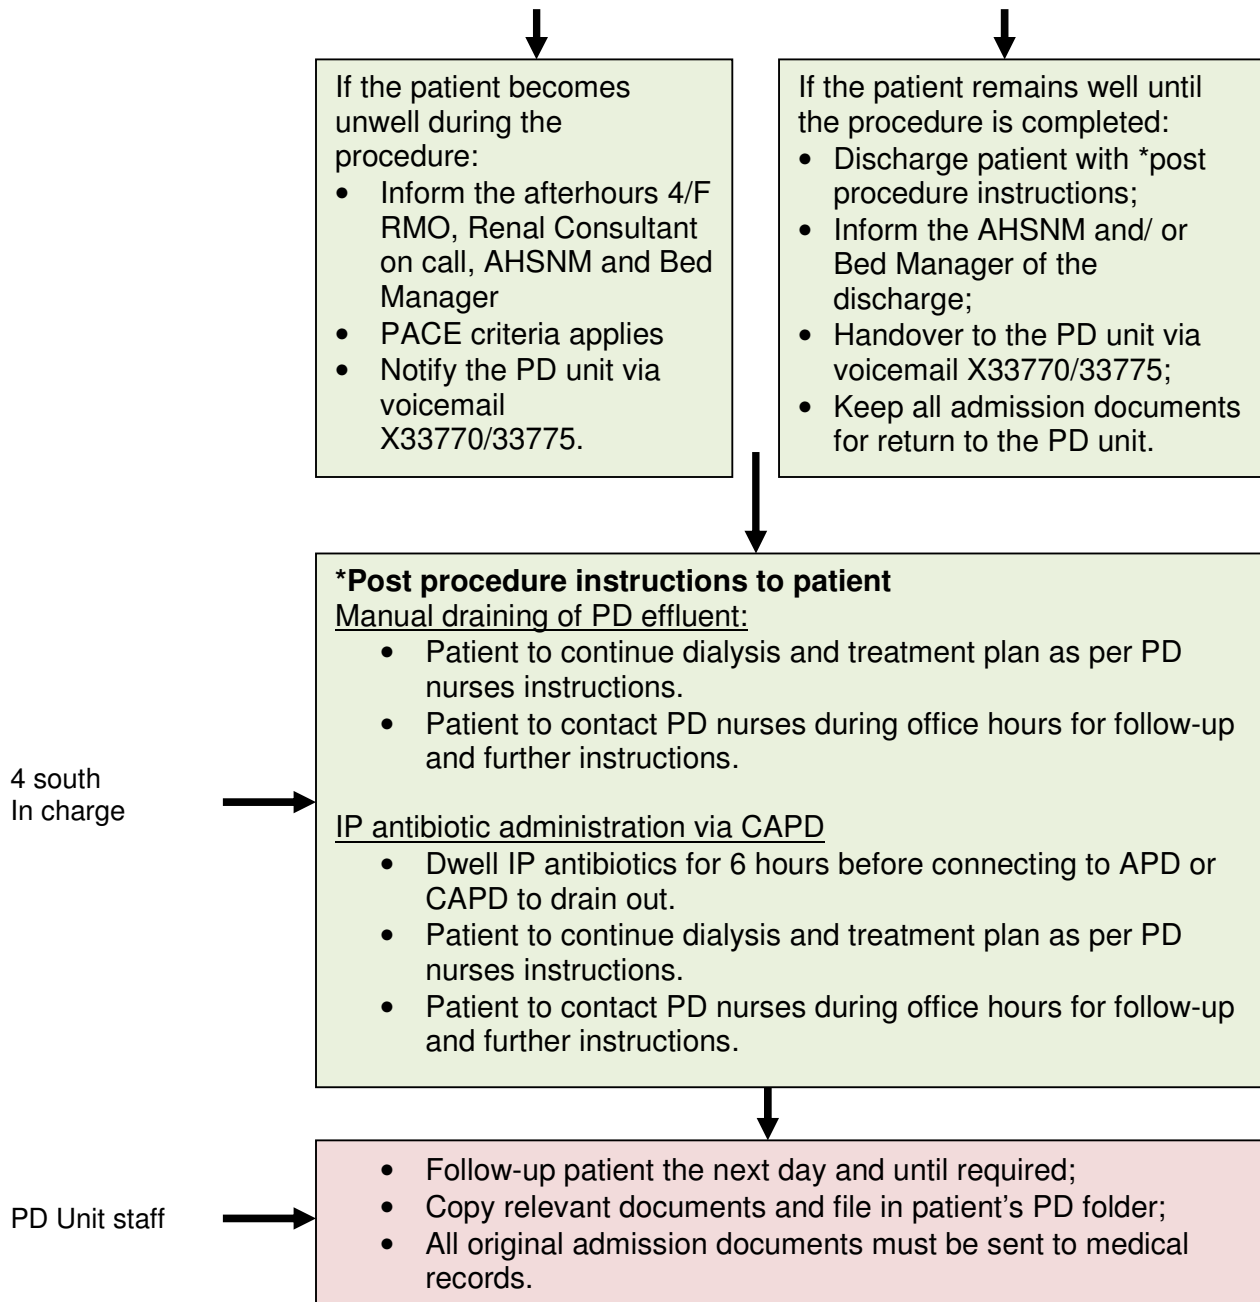 If the patient becomes
unwell during the
procedure:
• Inform the afterhours 4/F
RMO, Renal Consultant
on call, AHSNM and Bed
Manager
• PACE criteria applies
• Notify the PD unit via
voicemail
X33770/33775.
If the patient remains well until
the procedure is completed:
• Discharge patient with *post
procedure instructions;
• Inform the AHSNM and/ or
Bed Manager of the
discharge;
• Handover to the PD unit via
voicemail X33770/33775;
• Keep all admission documents
for return to the PD unit.
4 south
In charge
*Post procedure instructions to patient
Manual draining of PD effluent:
• Patient to continue dialysis and treatment plan as per PD
nurses instructions.
• Patient to contact PD nurses during office hours for follow-up
and further instructions.
IP antibiotic administration via CAPD
• Dwell IP antibiotics for 6 hours before connecting to APD or
CAPD to drain out.
• Patient to continue dialysis and treatment plan as per PD
nurses instructions.
• Patient to contact PD nurses during office hours for follow-up
and further instructions.
PD Unit staff
• Follow-up patient the next day and until required;
• Copy relevant documents and file in patient’s PD folder;
• All original admission documents must be sent to medical
records.